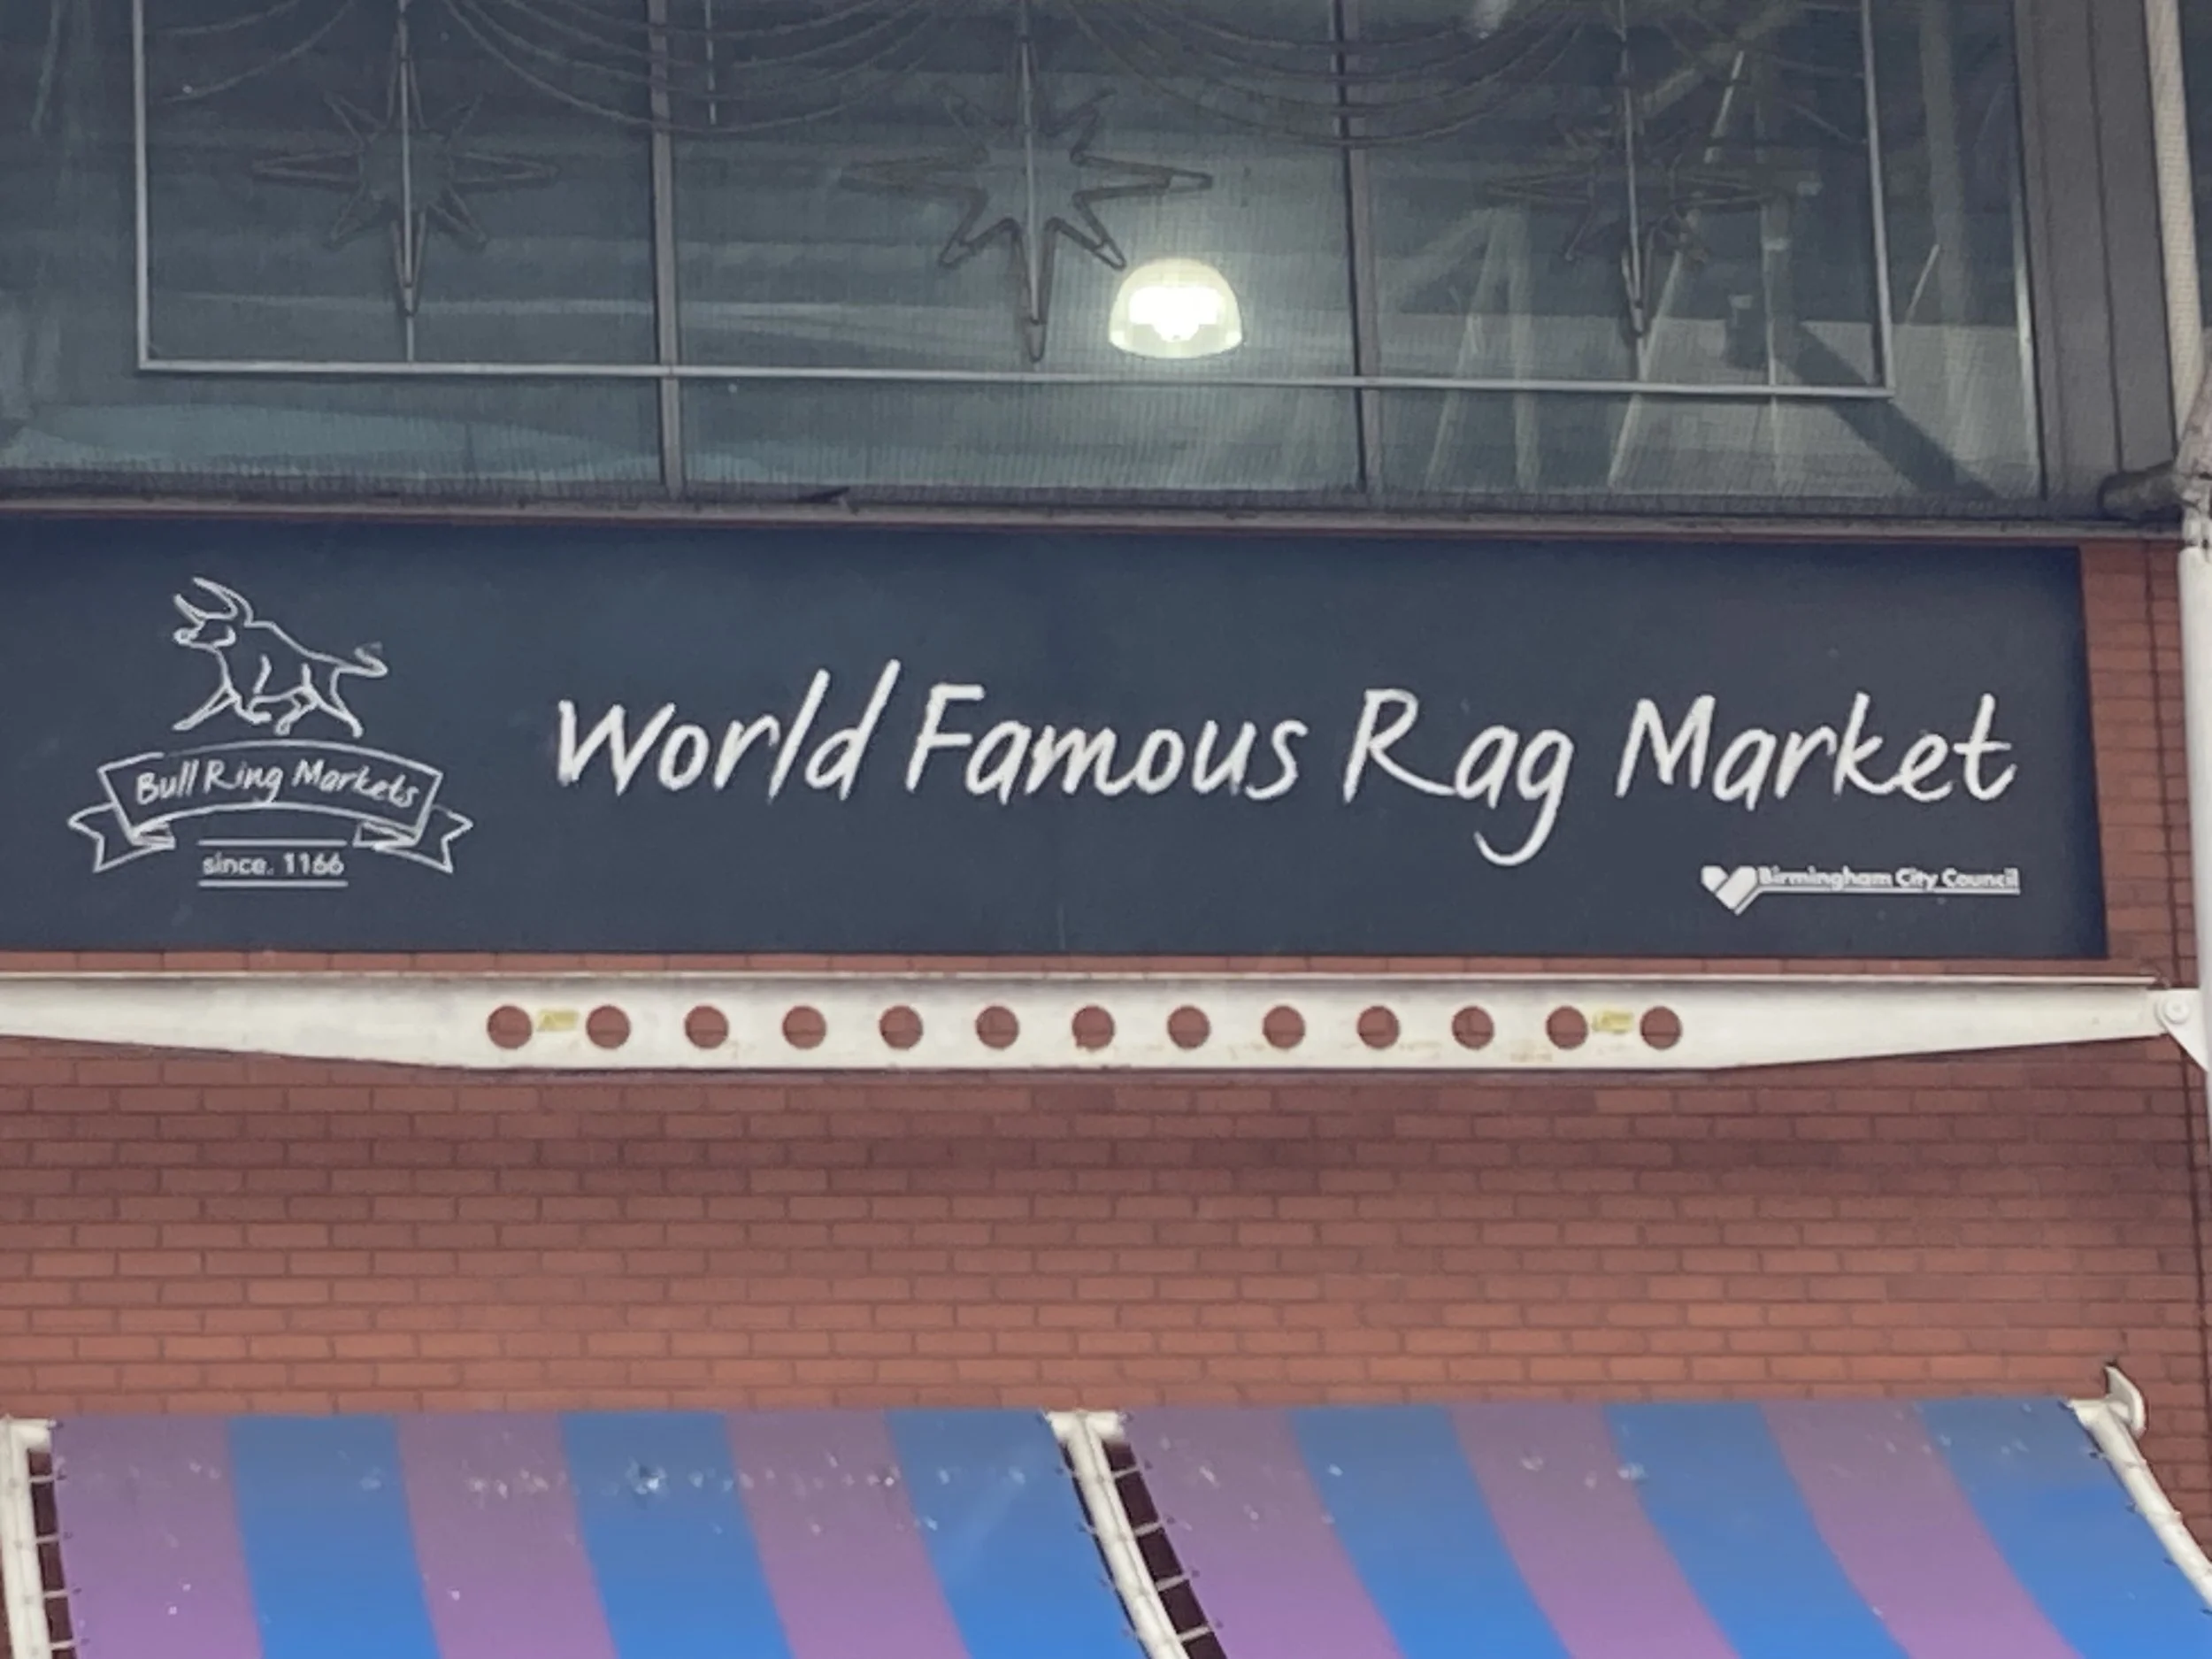 Bull Ring Markets
since. 1166
World Famous Rag Market
Birmingham City Council